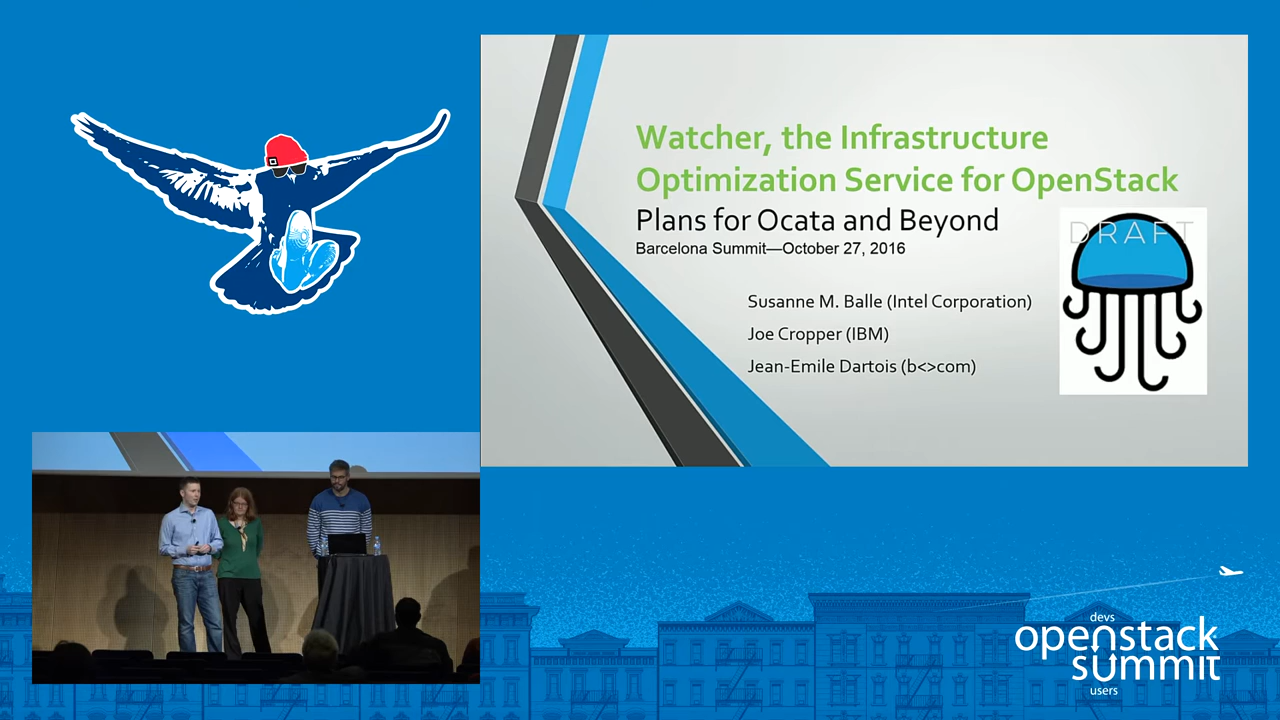 Watcher, the Infrastructure
Optimization Service for OpenStack
Plans for Ocata and Beyond
Barcelona Summit—October 27, 2016
DRAFT
Susanne M. Balle (Intel Corporation)
Joe Cropper (IBM)
Jean-Emile Dartois (b<>com)
devs
openstack
summit
users